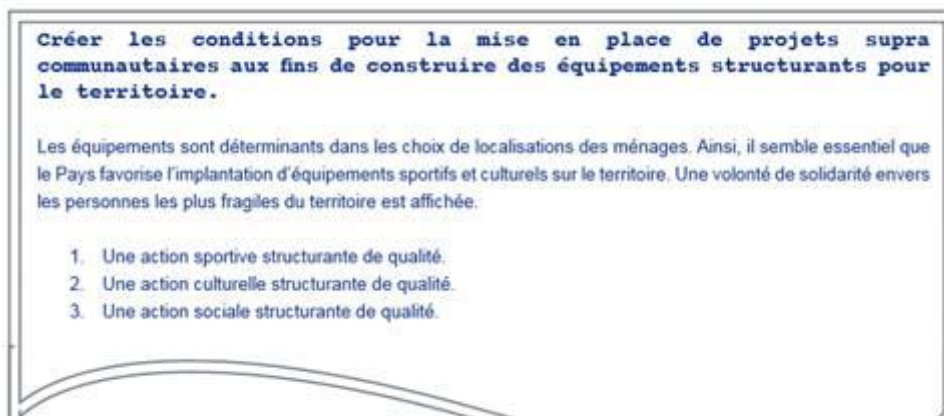 Créer les conditions pour la mise en place de projets supra
communautaires aux fins de construire des équipements structurants pour
le territoire.
Les équipements sont déterminants dans les choix de localisations des ménages. Ainsi, il semble essentiel que
le Pays favorise l'implantation d'équipements sportifs et culturels sur le territoire. Une volonté de solidarité envers
les personnes les plus fragiles du territoire est affichée.
1. Une action sportive structurante de qualité.
2. Une action culturelle structurante de qualité.
3. Une action sociale structurante de qualité.